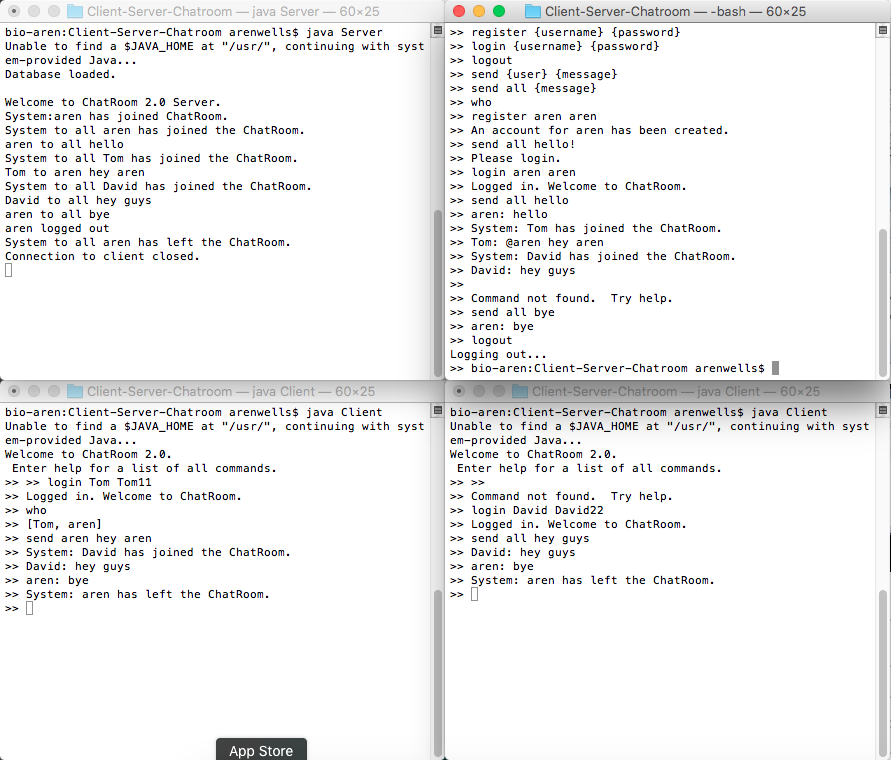 Client-Server-Chatroom — java Server — 60×25
bio-aren:Client-Server-Chatroom arenwells$ java Server
Unable to find a $JAVA_HOME at "/usr/", continuing with syst
em-provided Java...
Database loaded.
Welcome to ChatRoom 2.0 Server.
System:aren has joined ChatRoom.
System to all aren has joined the ChatRoom.
aren to all hello
System to all Tom has joined the ChatRoom.
Tom to aren hey aren
System to all David has joined the ChatRoom.
David to all hey guys
aren to all bye
aren logged out
System to all aren has left the ChatRoom.
Connection to client closed.
Client-Server-Chatroom — -bash — 60×25
>> register {username} {password}
>> login {username} {password}
>> logout
>> send {user} {message}
>> send all {message}
>> who
>> register aren aren
>> An account for aren has been created.
>> send all hello!
>> Please login.
>> login aren aren
>> Logged in. Welcome to ChatRoom.
>> send all hello
>> aren: hello
>> System: Tom has joined the ChatRoom.
>> Tom: @aren hey aren
>> System: David has joined the ChatRoom.
>> David: hey guys
>>
>> Command not found.  Try help.
>> send all bye
>> aren: bye
>> logout
Logging out...
>> bio-aren:Client-Server-Chatroom arenwells$
Client-Server-Chatroom — java Client — 60×25
bio-aren:Client-Server-Chatroom arenwells$ java Client
Unable to find a $JAVA_HOME at "/usr/", continuing with syst
em-provided Java...
Welcome to ChatRoom 2.0.
 Enter help for a list of all commands.
>> >> login Tom Tom11
>> Logged in. Welcome to ChatRoom.
>> who
>> [Tom, aren]
>> send aren hey aren
>> System: David has joined the ChatRoom.
>> David: hey guys
>> aren: bye
>> System: aren has left the ChatRoom.
>>
Client-Server-Chatroom — java Client — 60×25
bio-aren:Client-Server-Chatroom arenwells$ java Client
Unable to find a $JAVA_HOME at "/usr/", continuing with syst
em-provided Java...
Welcome to ChatRoom 2.0.
 Enter help for a list of all commands.
>> >>
>> Command not found.  Try help.
>> login David David22
>> Logged in. Welcome to ChatRoom.
>> send all hey guys
>> David: hey guys
>> aren: bye
>> System: aren has left the ChatRoom.
>>
App Store